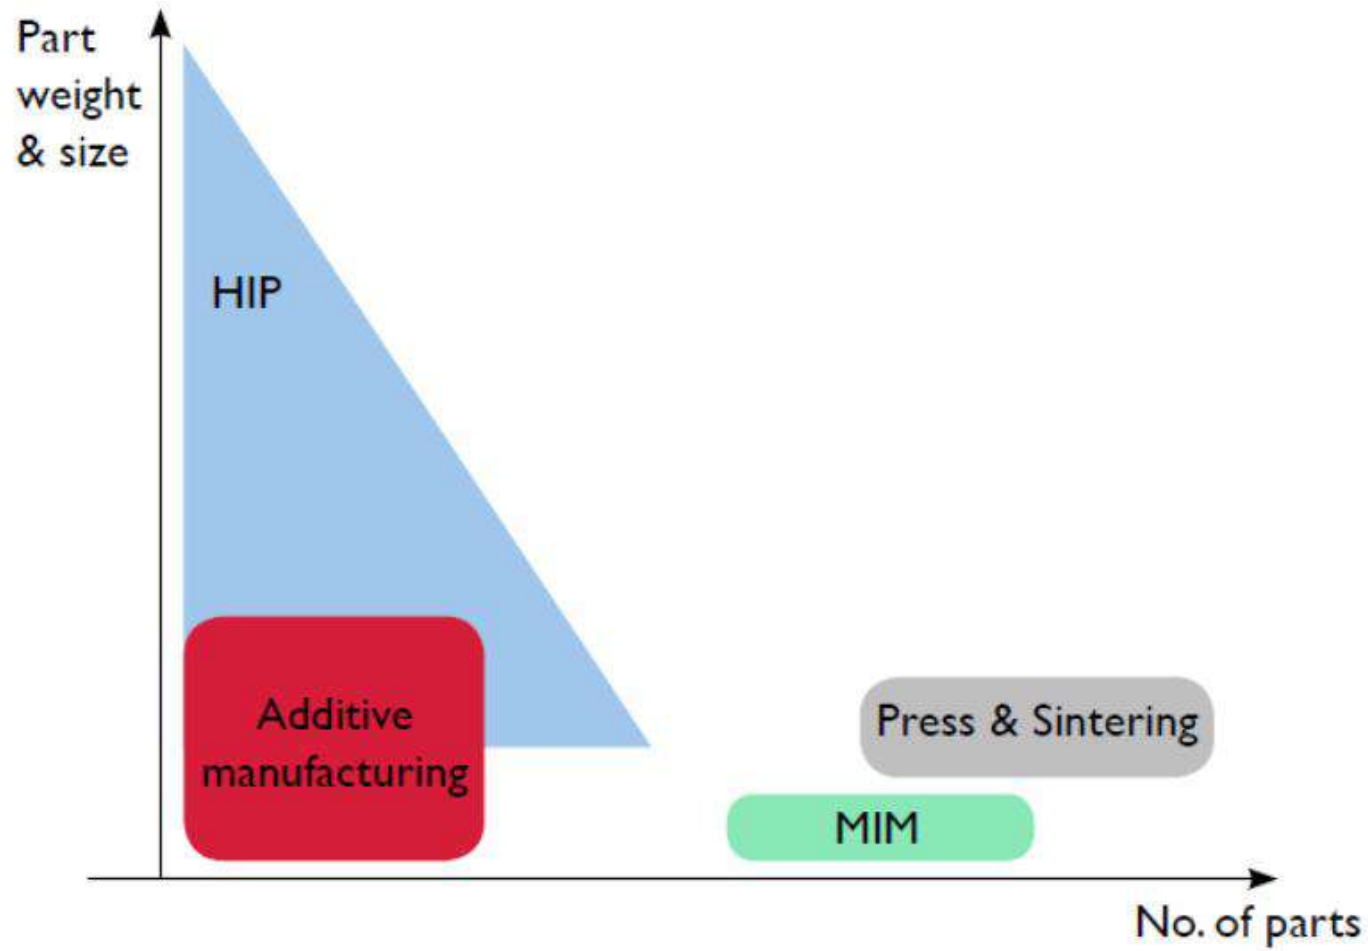 Part
weight
& size
HIP
Additive
manufacturing
Press & Sintering
MIM
No. of parts